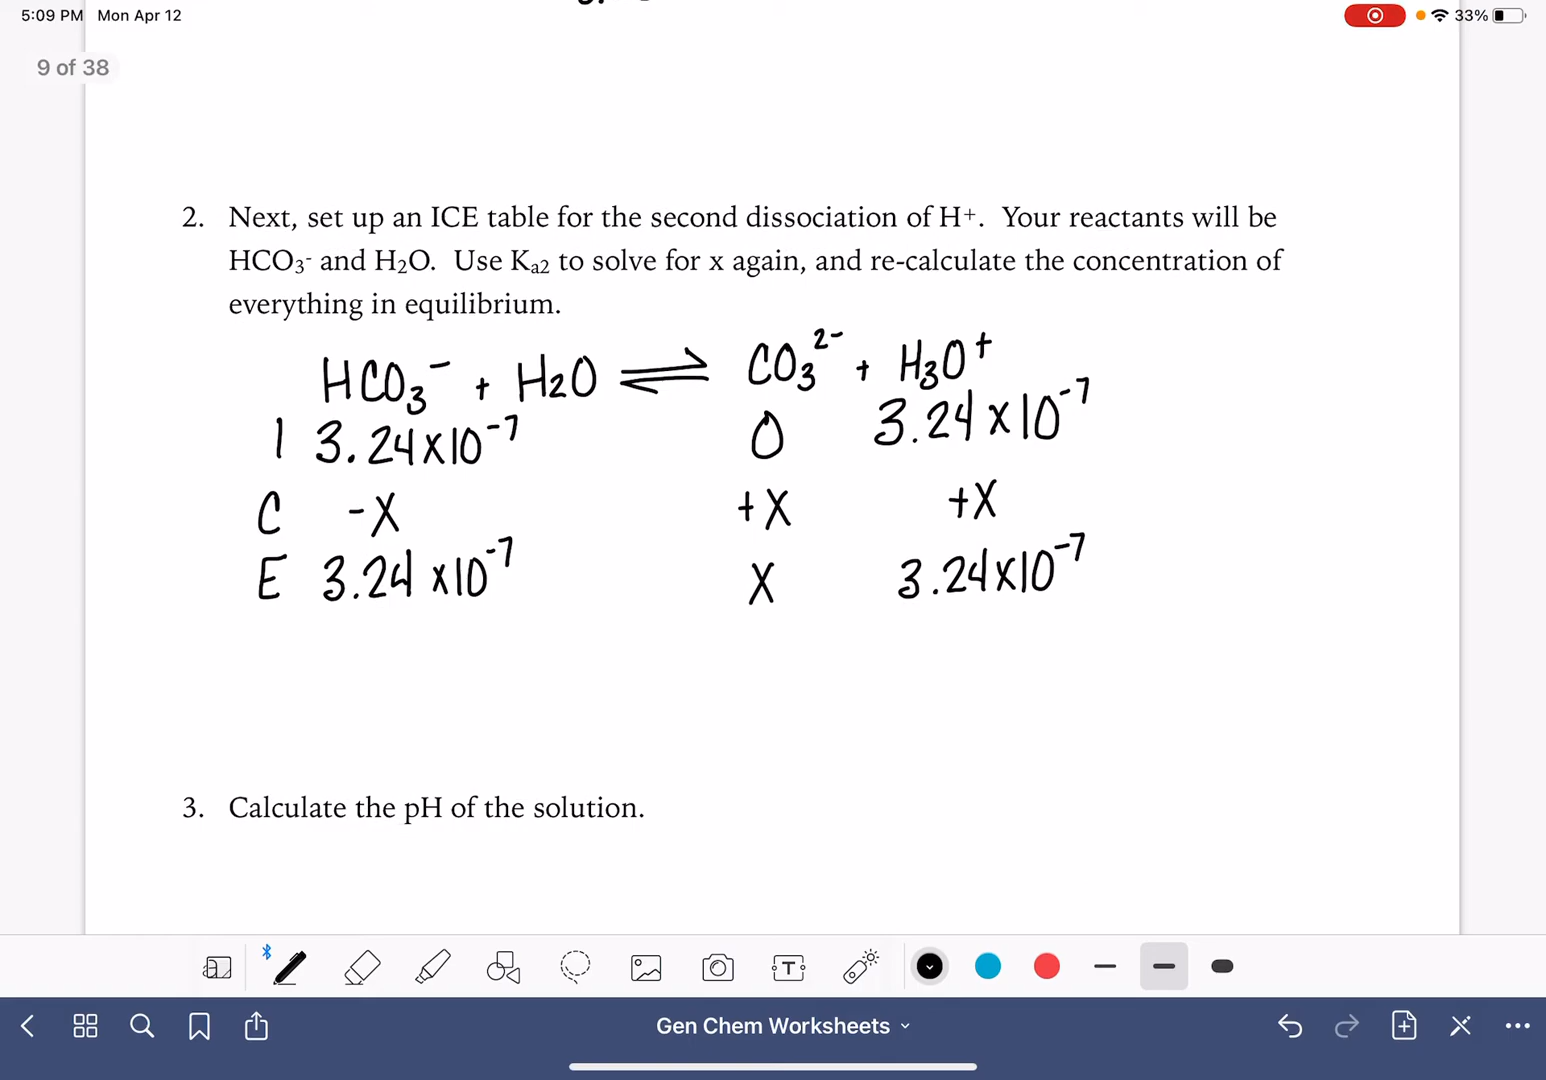 5:09 PM Mon Apr 12
33%
9 of 38
2. Next, set up an ICE table for the second dissociation of H+. Your reactants will be
HCO₃⁻ and H₂O. Use Kₐ₂ to solve for x again, and re-calculate the concentration of
everything in equilibrium.
HCO₃⁻ + H₂O ⇌ CO₃²⁻ + H₃O⁺
I 3.24x10⁻⁷ 0 3.24x10⁻⁷
C -X +X +X
E 3.24x10⁻⁷ X 3.24x10⁻⁷
3. Calculate the pH of the solution.
a
T
Gen Chem Worksheets